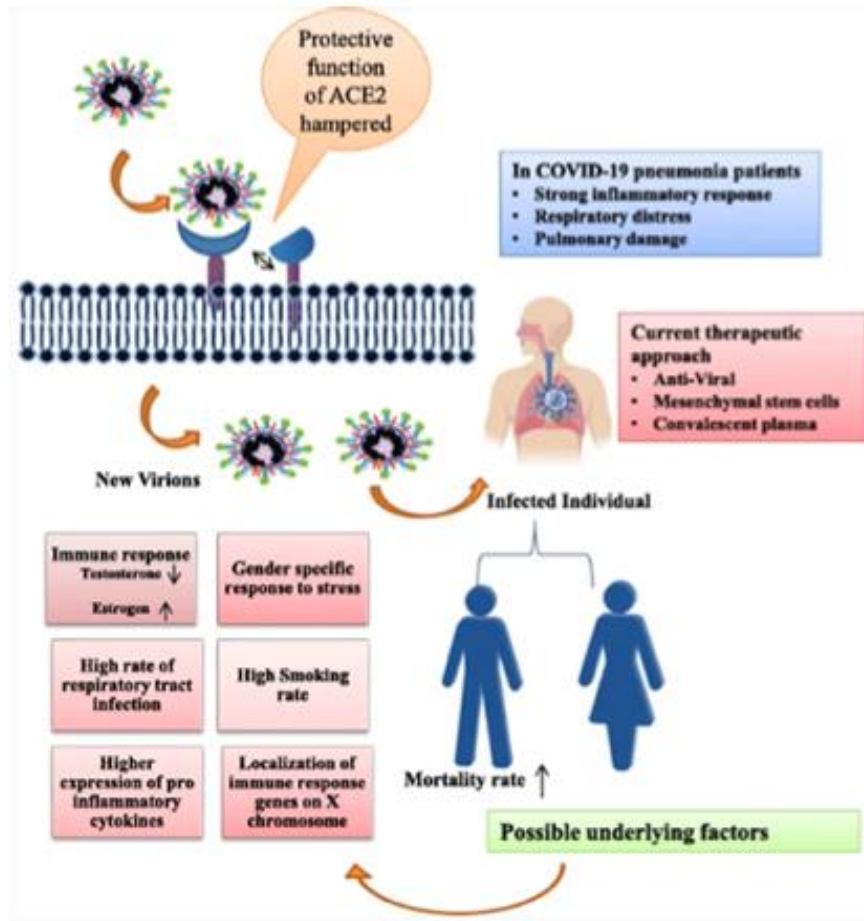 Protective
function
of ACE2
hampered
In COVID-19 pneumonia patients
• Strong inflammatory response
• Respiratory distress
• Pulmonary damage
Current therapeutic
approach
• Anti-Viral
• Mesenchymal stem cells
• Convalescent plasma
New Virions
Infected Individual
Immune response
Testosterone ↓
Estrogen ↑
Gender specific
response to stress
High rate of
respiratory tract
infection
High Smoking
rate
Higher
expression of pro
inflammatory
cytokines
Localization of
immune response
genes on X
chromosome
Mortality rate ↑
Possible underlying factors